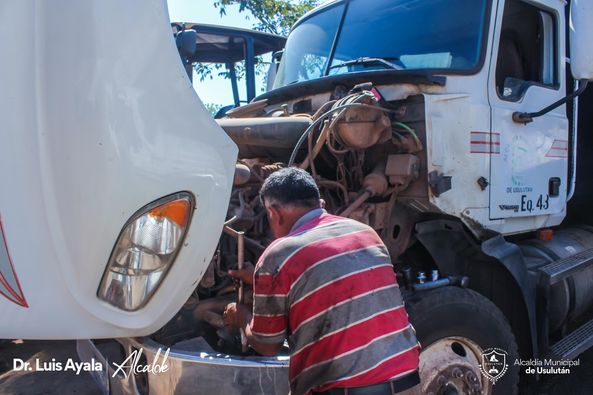 DE USULUTÁN
Eq. 43
Dr. Luis Ayala
Alcalde
Alcaldía Municipal
de Usulután